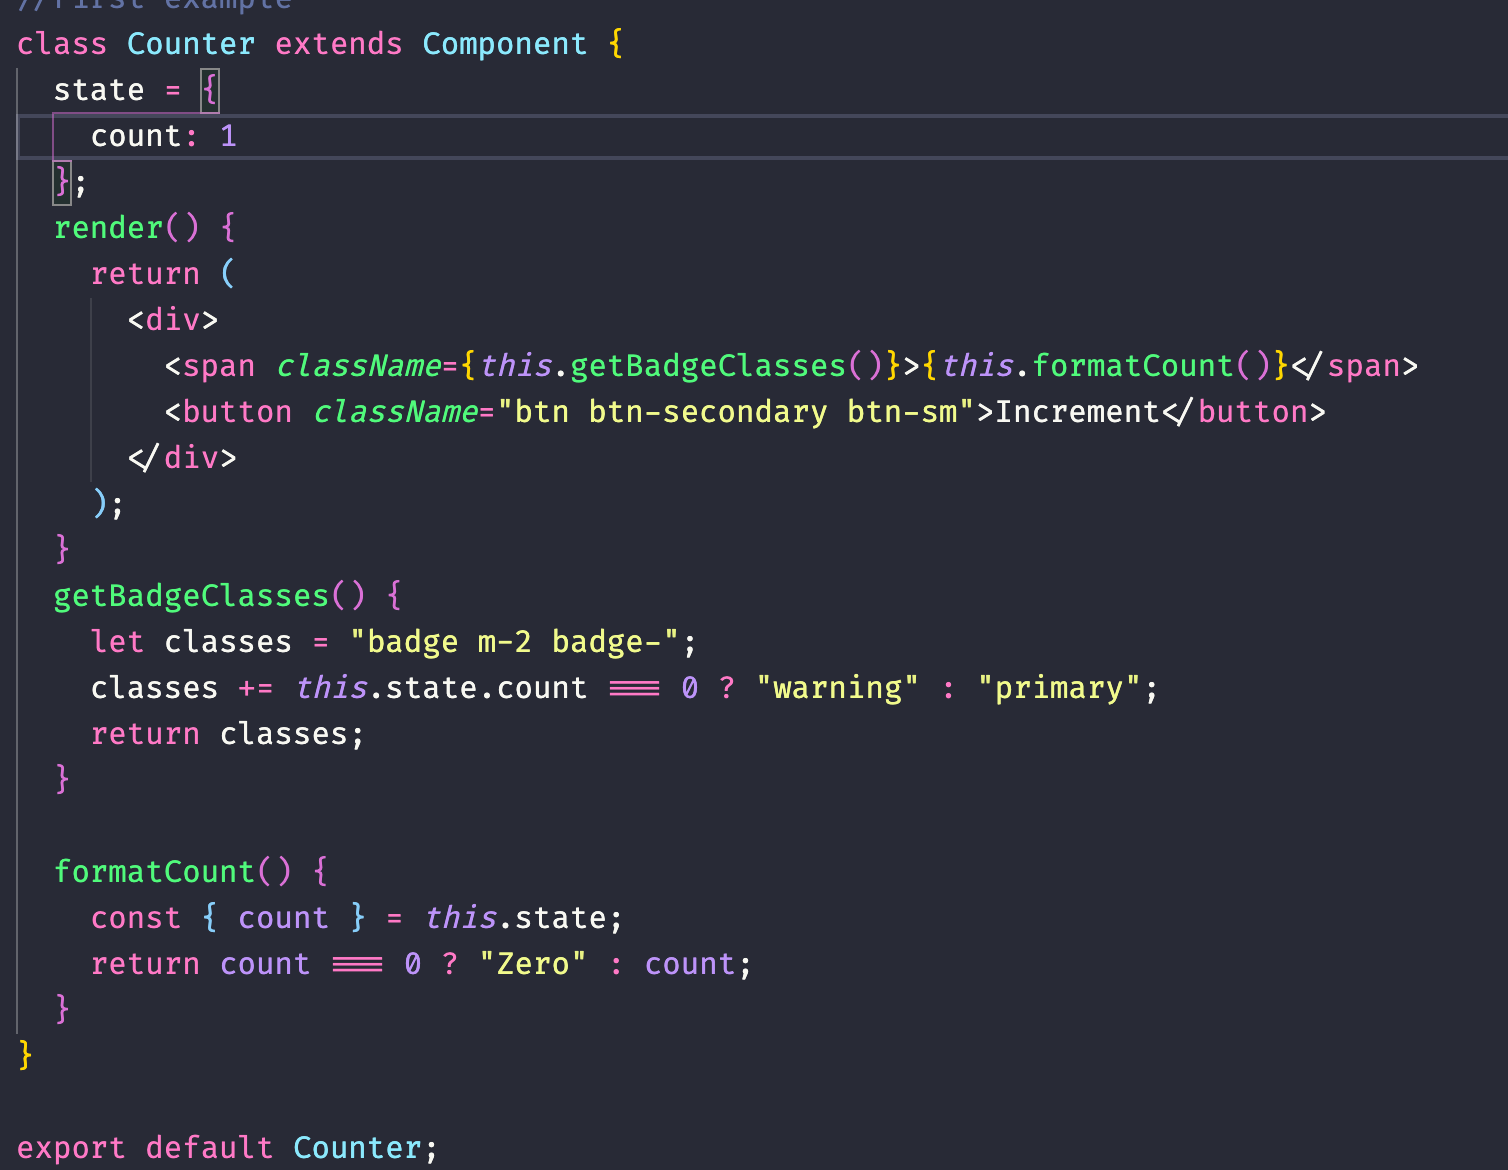 //First example
class Counter extends Component {
  state = {
    count: 1
  };
  render() {
    return (
      <div>
        <span className={this.getBadgeClasses()}>{this.formatCount()}</span>
        <button className="btn btn-secondary btn-sm">Increment</button>
      </div>
    );
  }
  getBadgeClasses() {
    let classes = "badge m-2 badge-";
    classes += this.state.count === 0 ? "warning" : "primary";
    return classes;
  }

  formatCount() {
    const { count } = this.state;
    return count === 0 ? "Zero" : count;
  }
}

export default Counter;